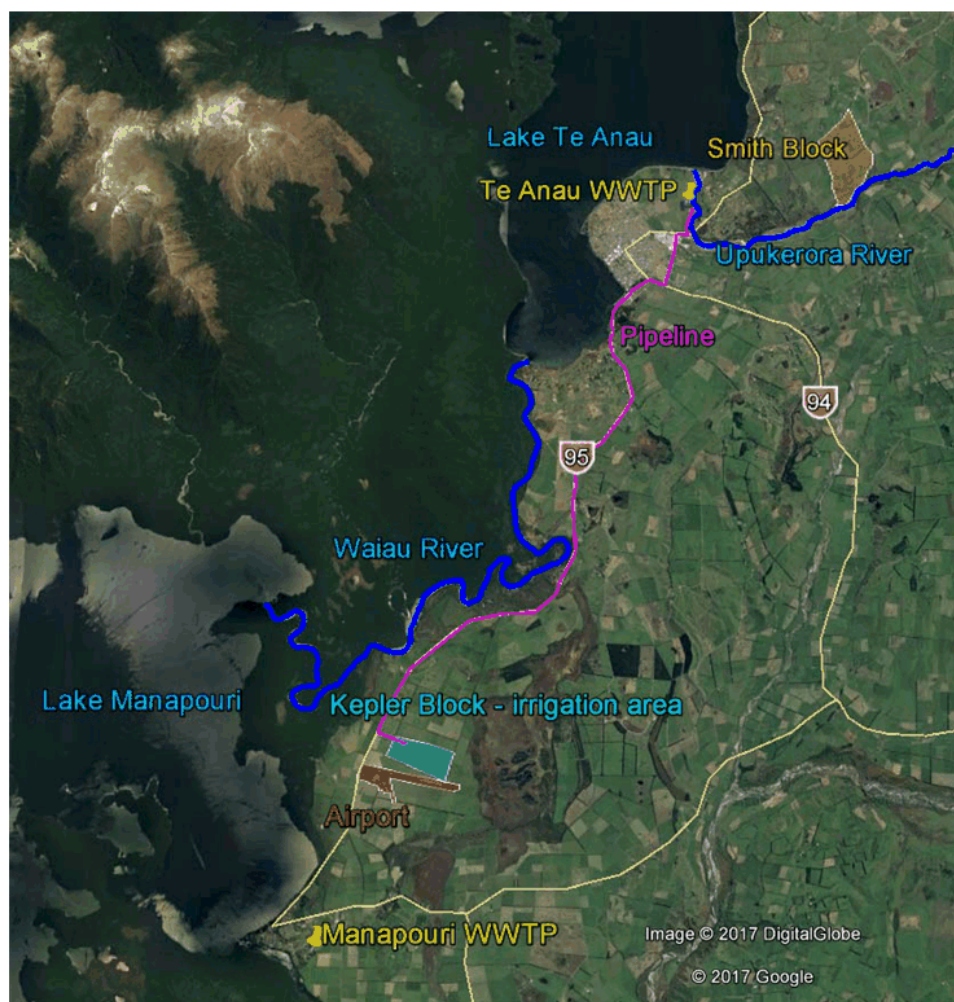 Lake Te Anau
Smith Block
Te Anau WWTP
Upukerora River
Pipeline
94
95
Waiau River
Lake Manapouri
Kepler Block - irrigation area
Airport
Manapouri WWTP
Image © 2017 DigitalGlobe
© 2017 Google